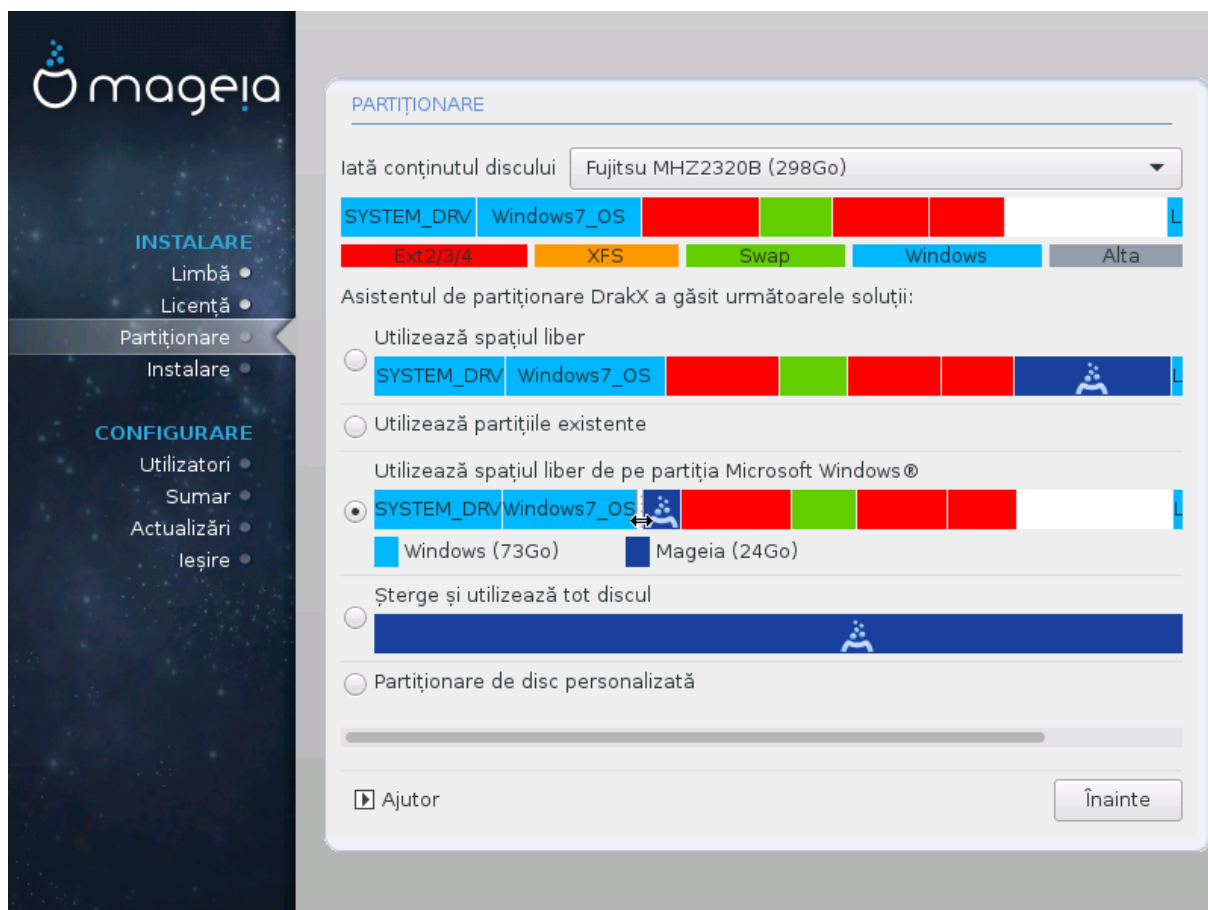 mageia
INSTALARE
Limbă
Licență
Partiționare
Instalare
CONFIGURARE
Utilizatori
Sumar
Actualizări
Ieșire
PARTIȚIONARE
Iată conținutul discului Fujitsu MHZ2320B (298Go)
SYSTEM_DRV Windows7_OS L
Ext2/3/4 XFS Swap Windows Alta
Asistentul de partiționare DrakX a găsit următoarele soluții:
Utilizează spațiul liber
SYSTEM_DRV Windows7_OS L
Utilizează partițiile existente
Utilizează spațiul liber de pe partiția Microsoft Windows®
SYSTEM_DRV Windows7_OS L
Windows (73Go) Mageia (24Go)
Șterge și utilizează tot discul
Partiționare de disc personalizată
Ajutor
Înainte